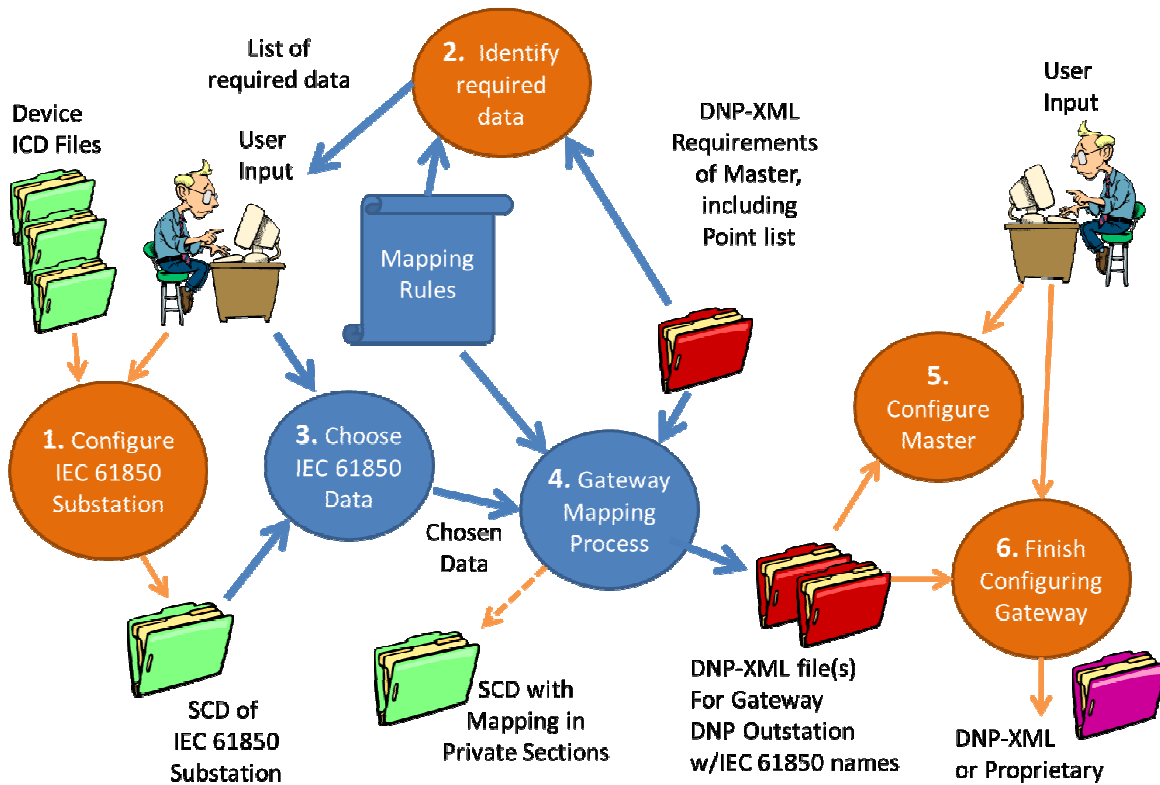 List of
required data
2. Identify
required
data
User
Input
Device
ICD Files
User
Input
DNP-XML
Requirements
of Master,
including
Point list
Mapping
Rules
1. Configure
IEC 61850
Substation
3. Choose
IEC 61850
Data
4. Gateway
Mapping
Process
5.
Configure
Master
Chosen
Data
6. Finish
Configuring
Gateway
SCD of
IEC 61850
Substation
SCD with
Mapping in
Private Sections
DNP-XML file(s)
For Gateway
DNP Outstation
w/IEC 61850 names
DNP-XML
or Proprietary